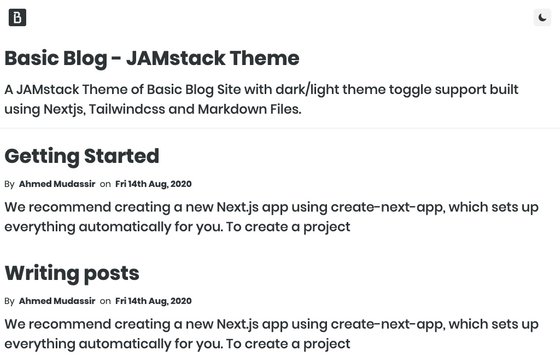 B
Basic Blog - JAMstack Theme
A JAMstack Theme of Basic Blog Site with dark/light theme toggle support built
using Nextjs, Tailwindcss and Markdown Files.
Getting Started
By Ahmed Mudassir on Fri 14th Aug, 2020
We recommend creating a new Next.js app using create-next-app, which sets up
everything automatically for you. To create a project
Writing posts
By Ahmed Mudassir on Fri 14th Aug, 2020
We recommend creating a new Next.js app using create-next-app, which sets up
everything automatically for you. To create a project